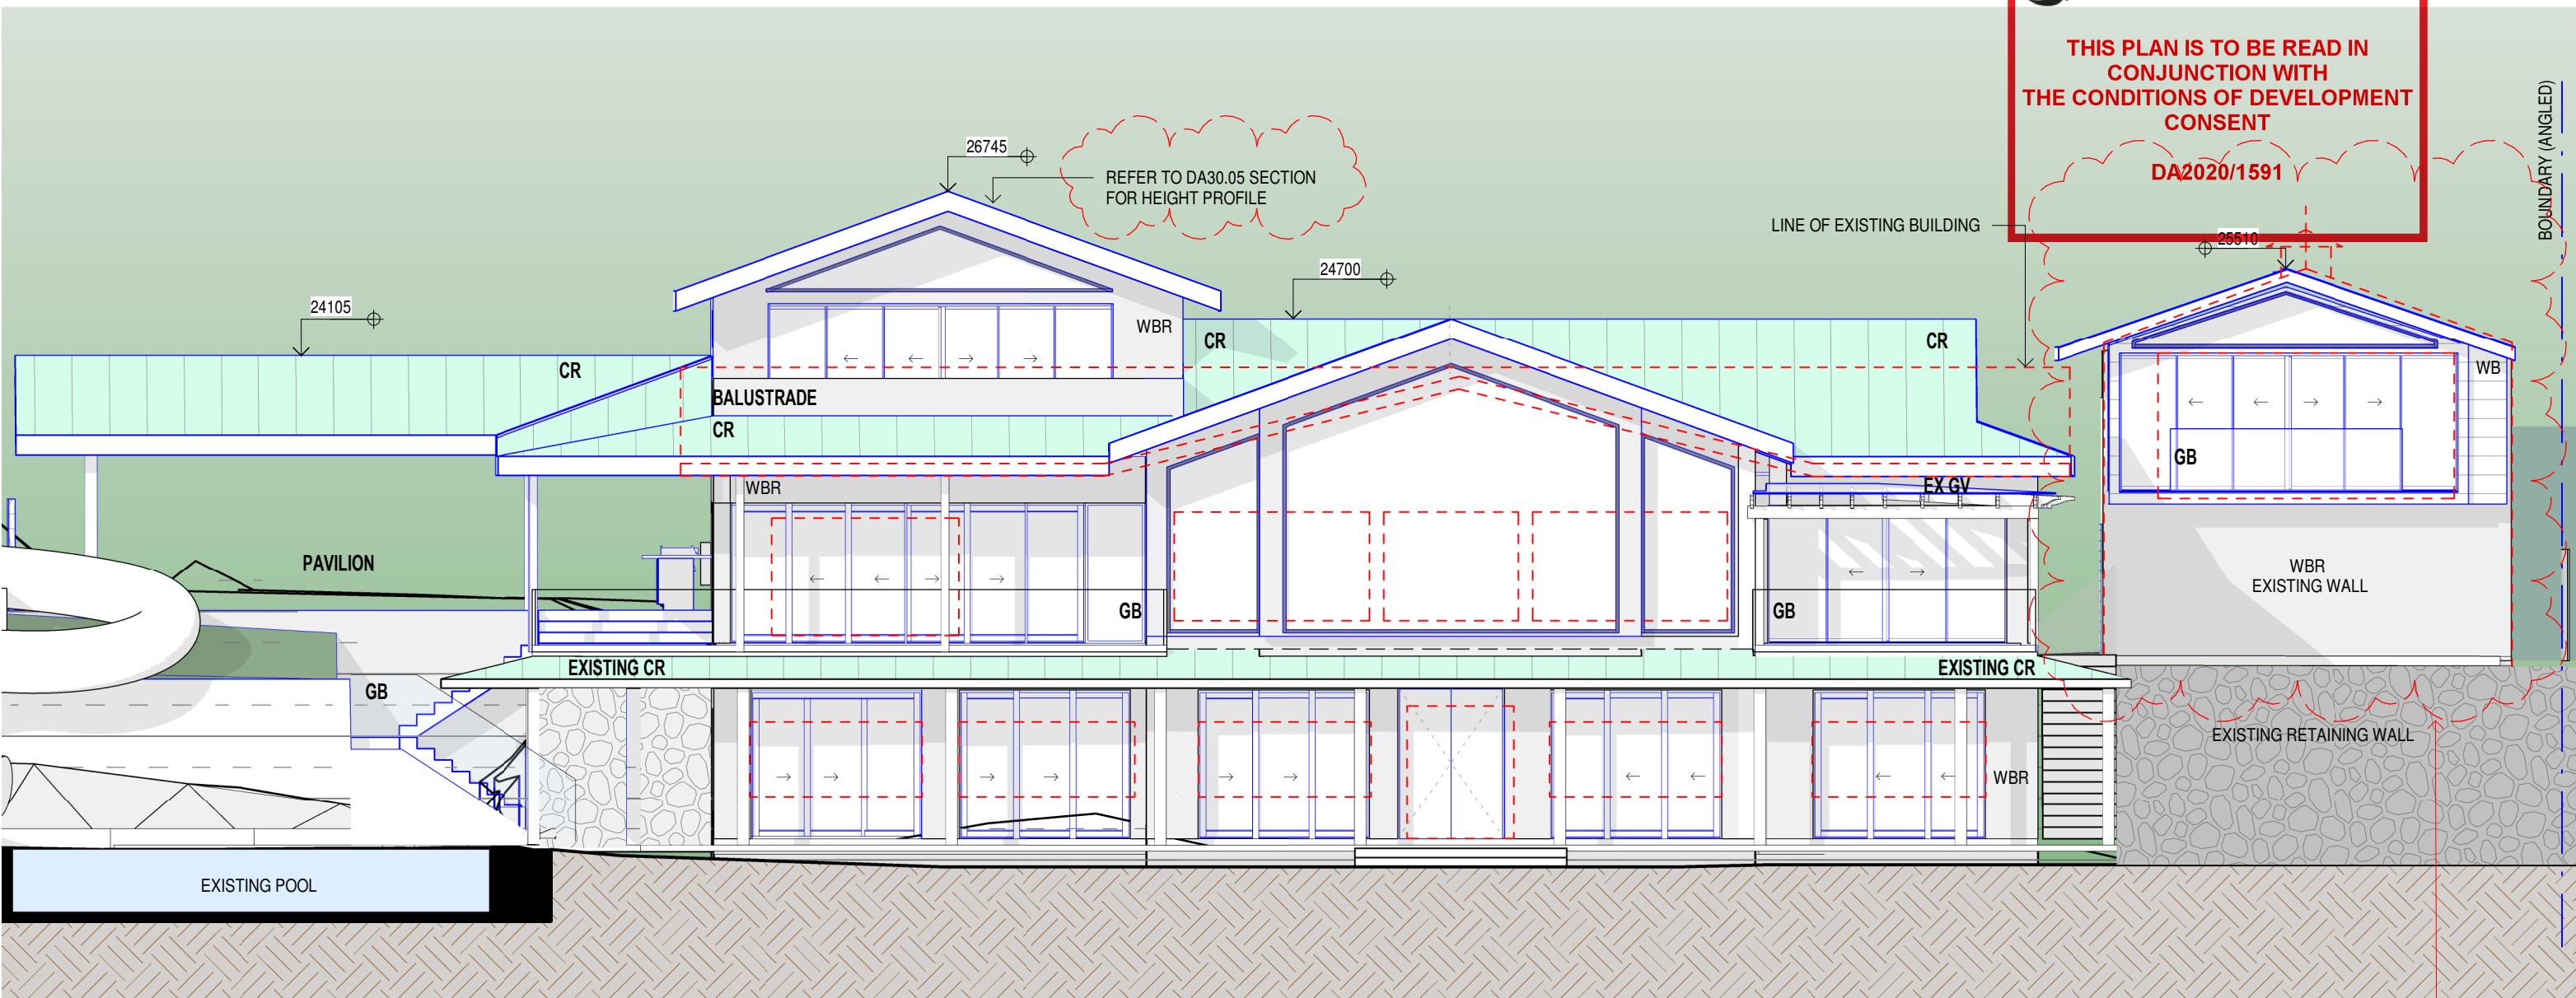 THIS PLAN IS TO BE READ IN
CONJUNCTION WITH
THE CONDITIONS OF DEVELOPMENT
CONSENT
DA2020/1591
BOUNDARY (ANGLED)
26745
REFER TO DA30.05 SECTION
FOR HEIGHT PROFILE
LINE OF EXISTING BUILDING
25510
24700
24105
WBR
CR
CR
CR
WB
BALUSTRADE
CR
GB
WBR
EX GV
PAVILION
WBR
EXISTING WALL
GB
GB
EXISTING CR
EXISTING CR
GB
EXISTING RETAINING WALL
WBR
EXISTING POOL